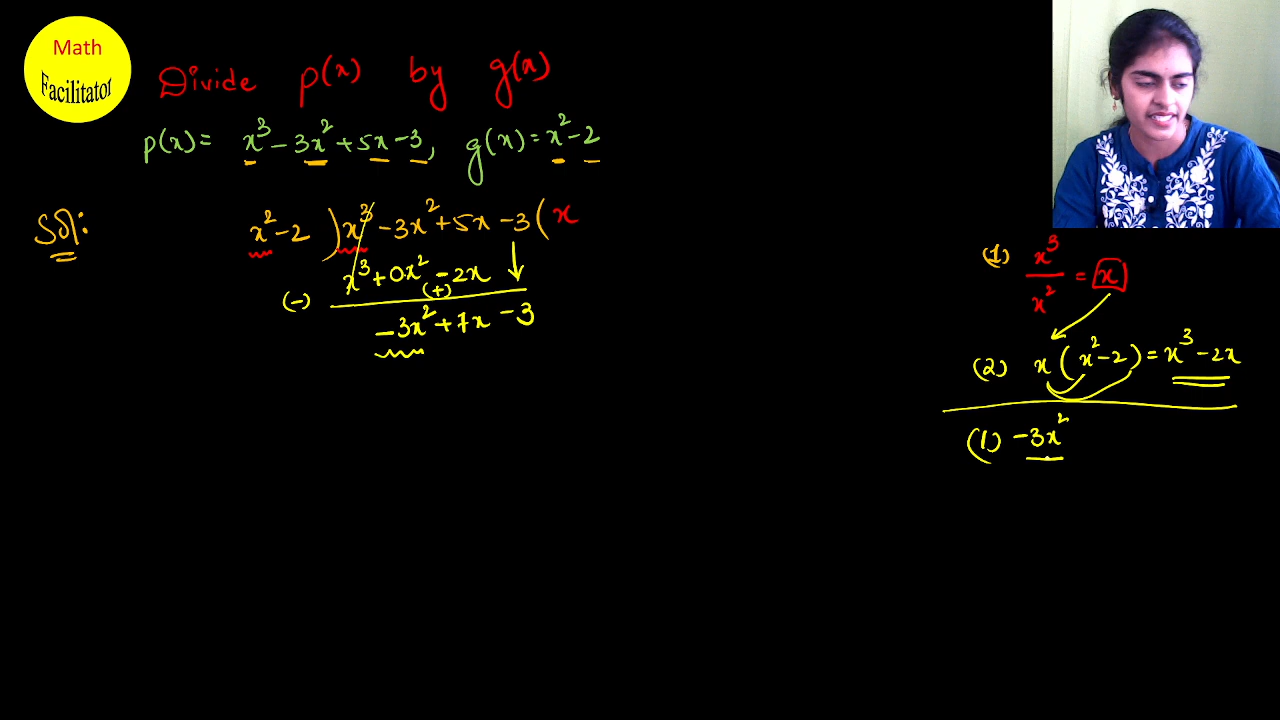 Math
Facilitator
Divide p(x) by g(x)
p(x) = x³ - 3x² + 5x - 3, g(x) = x² - 2
Sol:
x² - 2 ) x³ - 3x² + 5x - 3 ( x
x³ + 0x² - 2x
(-) (+)
-3x² + 7x - 3
(1) x³/x² = x
(2) x (x² - 2) = x³ - 2x
(1) -3x²